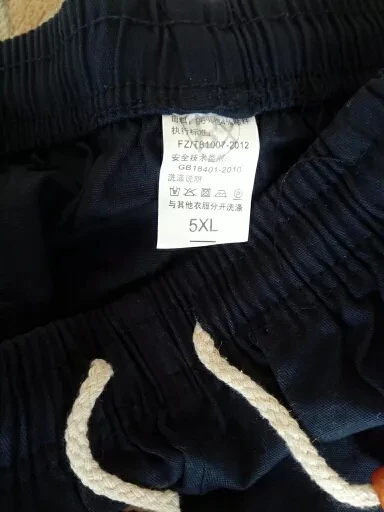 执行标准:
FZ/T81007-2012
安全技术类别
GB18401-2010
洗涤说明
与其他衣服分开洗涤
5XL